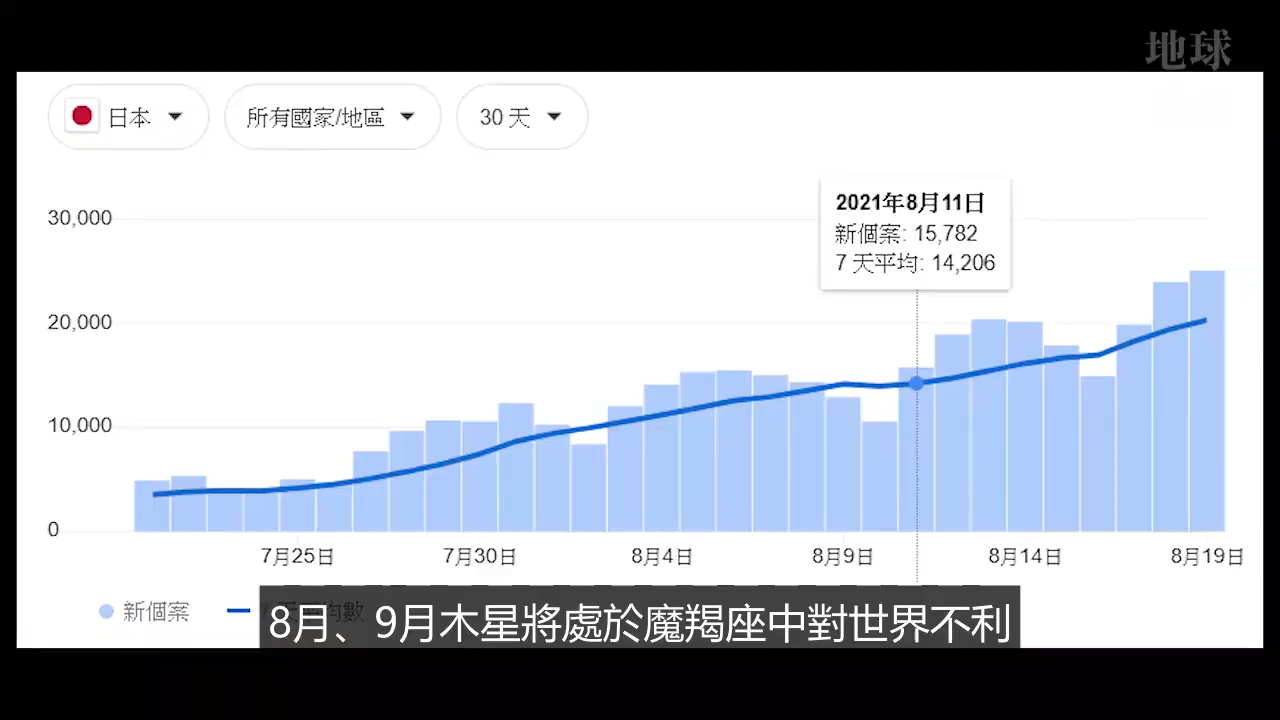 地球
日本
所有國家/地區
30 天
2021年8月11日
新個案: 15,782
7 天平均: 14,206
30,000
20,000
10,000
0
7月25日
7月30日
8月4日
8月9日
8月14日
8月19日
新個案
8月、9月木星將處於魔羯座中對世界不利